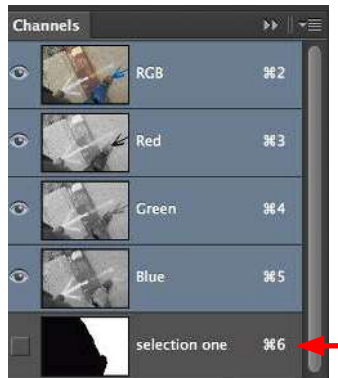 Channels
RGB ⌘2
Red ⌘3
Green ⌘4
Blue ⌘5
selection one ⌘6